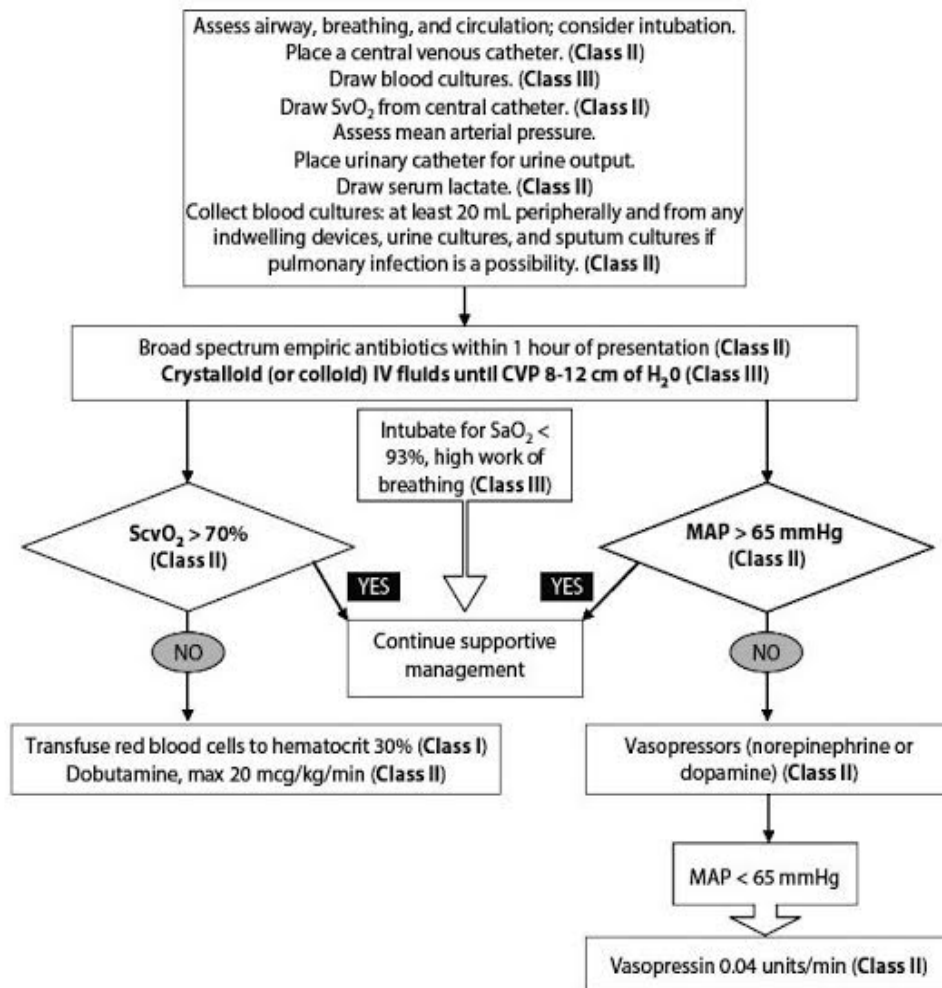 Assess airway, breathing, and circulation; consider intubation.
Place a central venous catheter. (Class II)
Draw blood cultures. (Class III)
Draw SvO₂ from central catheter. (Class II)
Assess mean arterial pressure.
Place urinary catheter for urine output.
Draw serum lactate. (Class II)
Collect blood cultures: at least 20 mL peripherally and from any
indwelling devices, urine cultures, and sputum cultures if
pulmonary infection is a possibility. (Class II)
Broad spectrum empiric antibiotics within 1 hour of presentation (Class II)
Crystalloid (or colloid) IV fluids until CVP 8-12 cm of H₂0 (Class III)
Intubate for SaO₂ <
93%, high work of
breathing (Class III)
ScvO₂ > 70%
(Class II)
MAP > 65 mmHg
(Class II)
YES
YES
Continue supportive
management
NO
NO
Transfuse red blood cells to hematocrit 30% (Class I)
Dobutamine, max 20 mcg/kg/min (Class II)
Vasopressors (norepinephrine or
dopamine) (Class II)
MAP < 65 mmHg
Vasopressin 0.04 units/min (Class II)